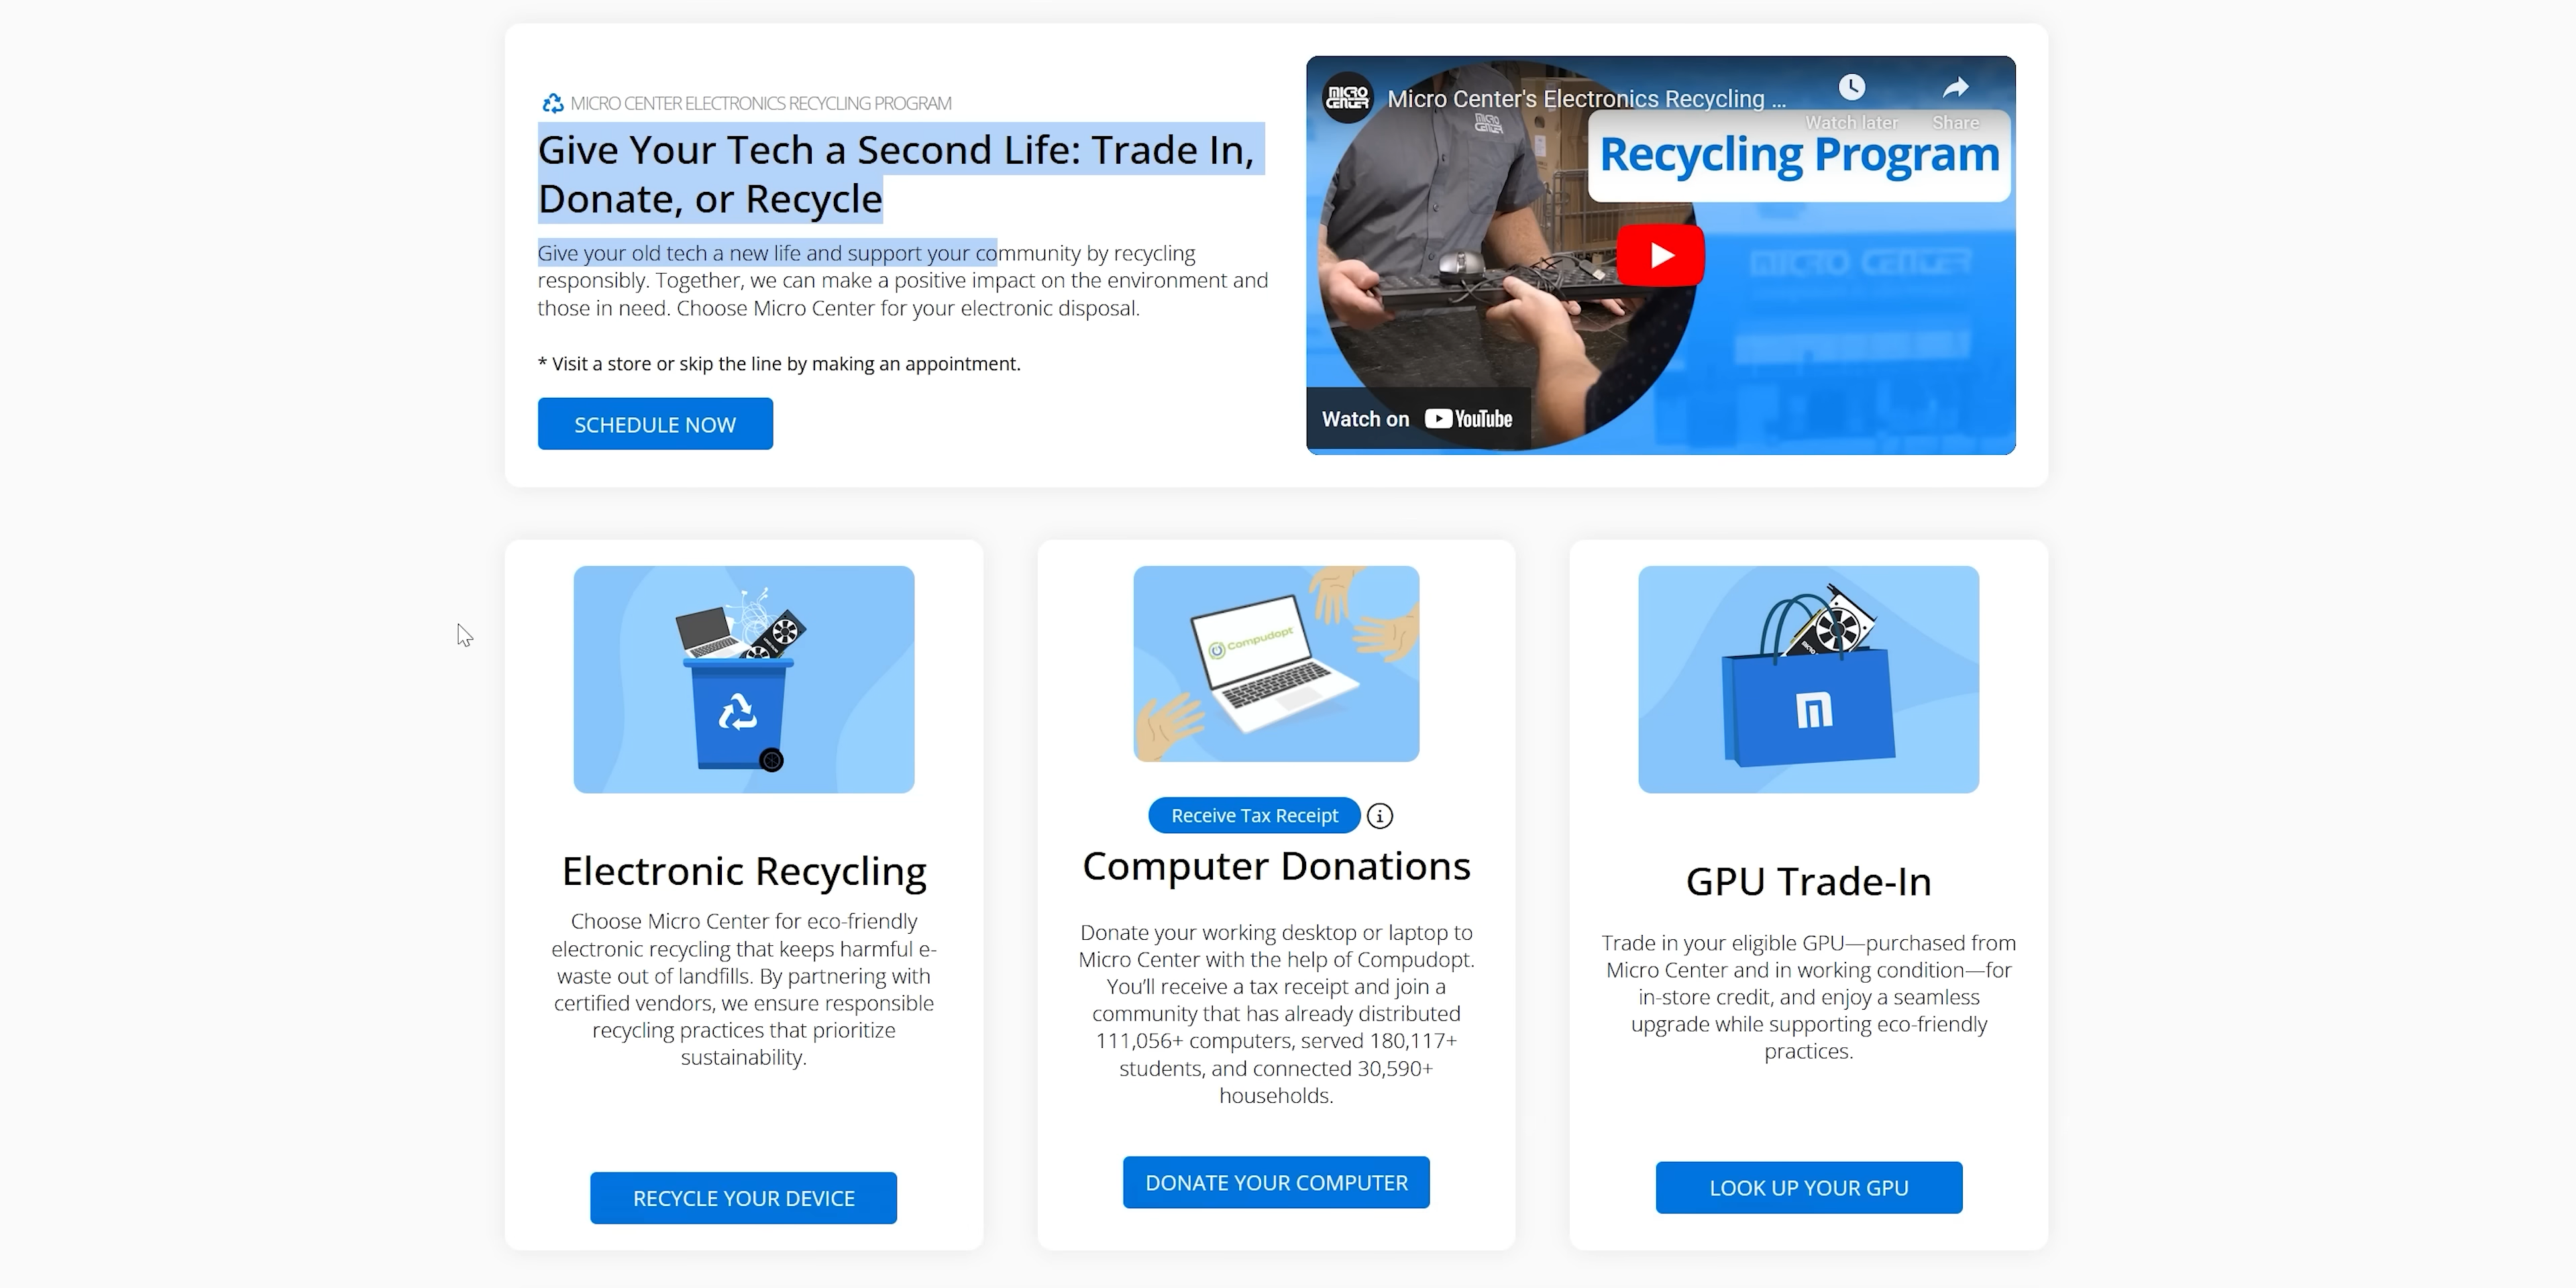 MICRO CENTER ELECTRONICS RECYCLING PROGRAM
Give Your Tech a Second Life: Trade In,
Donate, or Recycle
Give your old tech a new life and support your community by recycling
responsibly. Together, we can make a positive impact on the environment and
those in need. Choose Micro Center for your electronic disposal.
* Visit a store or skip the line by making an appointment.
SCHEDULE NOW
MICRO CENTER
Micro Center's Electronics Recycling ...
Watch later
Share
MICRO CENTER
Recycling Program
MICRO CENTER
Watch on YouTube
Electronic Recycling
Choose Micro Center for eco-friendly
electronic recycling that keeps harmful e-
waste out of landfills. By partnering with
certified vendors, we ensure responsible
recycling practices that prioritize
sustainability.
RECYCLE YOUR DEVICE
Compudopt
Receive Tax Receipt
Computer Donations
Donate your working desktop or laptop to
Micro Center with the help of Compudopt.
You'll receive a tax receipt and join a
community that has already distributed
111,056+ computers, served 180,117+
students, and connected 30,590+
households.
DONATE YOUR COMPUTER
GPU Trade-In
Trade in your eligible GPU—purchased from
Micro Center and in working condition—for
in-store credit, and enjoy a seamless
upgrade while supporting eco-friendly
practices.
LOOK UP YOUR GPU